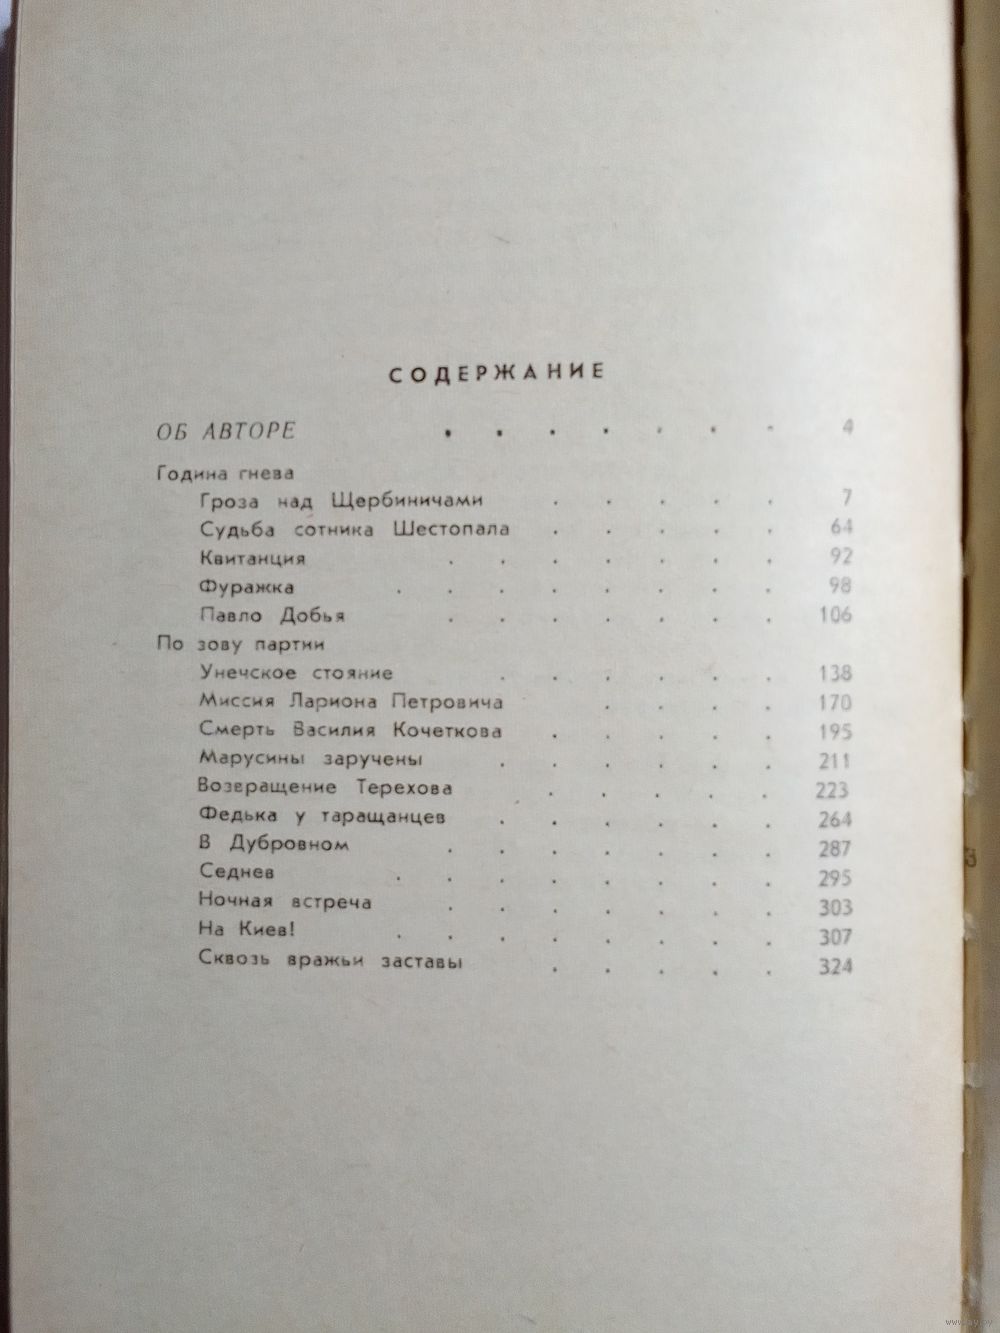 СОДЕРЖАНИЕ
ОБ АВТОРЕ . . . . . . . 4
Година гнева
Гроза над Щербиничами . . . . . 7
Судьба сотника Шестопала . . . . . 64
Квитанция . . . . . . . 92
Фуражка . . . . . . . . 98
Павло Добья . . . . . . . 106
По зову партии
Унечское стояние . . . . . . 138
Миссия Лариона Петровича . . . . 170
Смерть Василия Кочеткова . . . . . 195
Марусины заручены . . . . . . 211
Возвращение Терехова . . . . . 223
Федька у таращанцев . . . . . . 264
В Дубровном . . . . . . . 287
Седнев . . . . . . . . 295
Ночная встреча . . . . . . . 303
На Киев! . . . . . . . . 307
Сквозь вражьи заставы . . . . . 324
3